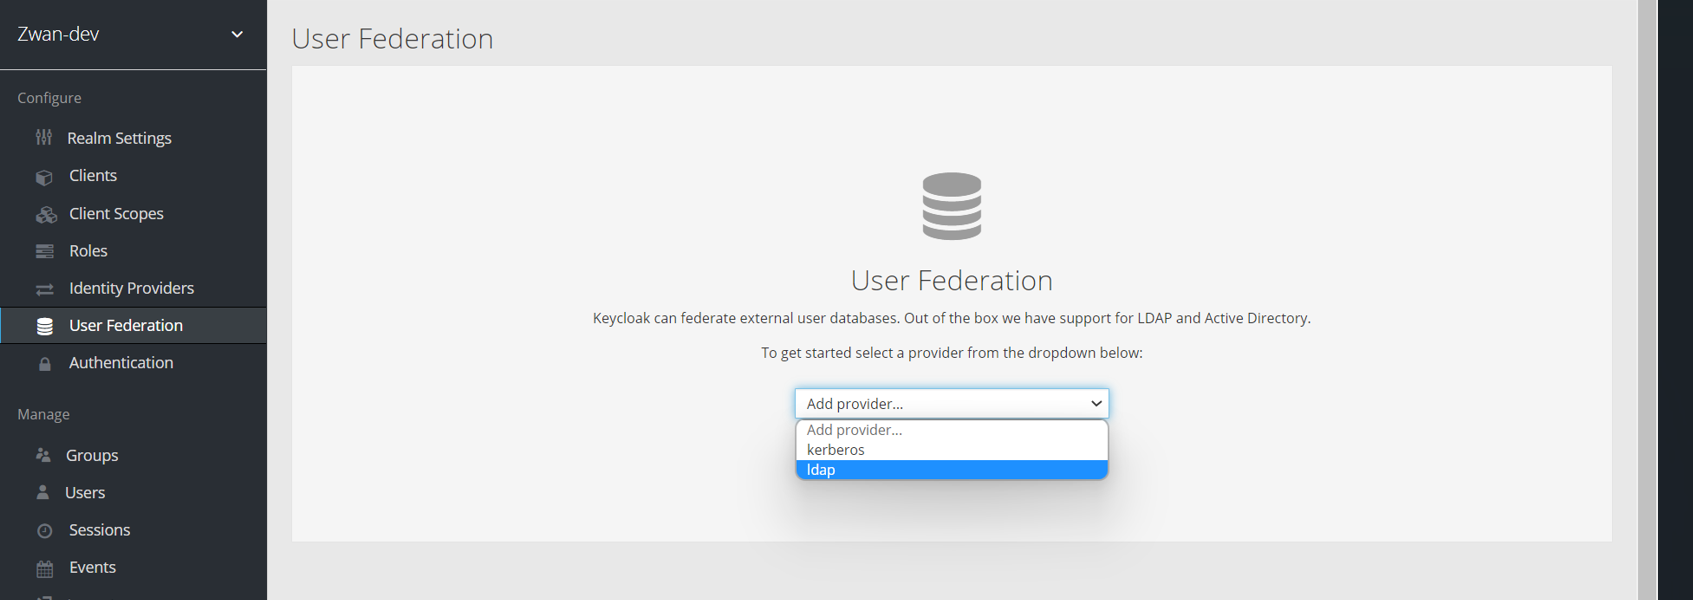 Zwan-dev
Configure
Realm Settings
Clients
Client Scopes
Roles
Identity Providers
User Federation
Authentication
Manage
Groups
Users
Sessions
Events
User Federation
User Federation
Keycloak can federate external user databases. Out of the box we have support for LDAP and Active Directory.
To get started select a provider from the dropdown below:
Add provider...
Add provider...
kerberos
ldap